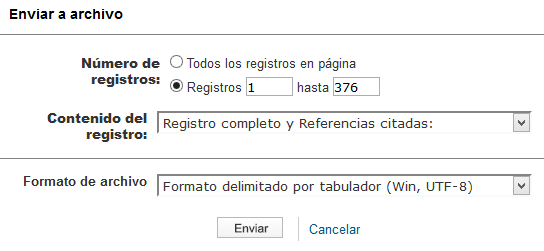 Enviar a archivo
Número de registros:
Todos los registros en página
Registros 1 hasta 376
Contenido del registro:
Registro completo y Referencias citadas:
Formato de archivo
Formato delimitado por tabulador (Win, UTF-8)
Enviar
Cancelar